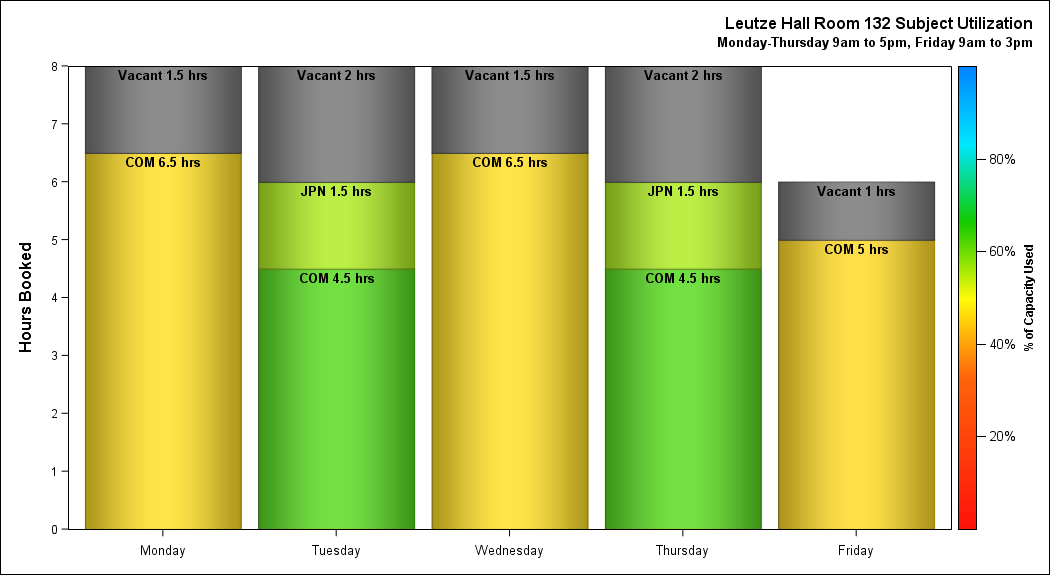 Leutze Hall Room 132 Subject Utilization
Monday-Thursday 9am to 5pm, Friday 9am to 3pm
Hours Booked
8
7
6
5
4
3
2
1
0
Vacant 1.5 hrs
COM 6.5 hrs
Vacant 2 hrs
JPN 1.5 hrs
COM 4.5 hrs
Vacant 1.5 hrs
COM 6.5 hrs
Vacant 2 hrs
JPN 1.5 hrs
COM 4.5 hrs
Vacant 1 hrs
COM 5 hrs
Monday
Tuesday
Wednesday
Thursday
Friday
80%
60%
40%
20%
% of Capacity Used